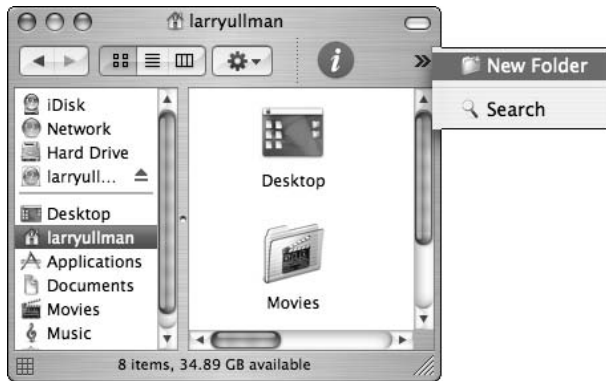 larryullman
i
»
New Folder
Search
iDisk
Network
Hard Drive
larryull...
Desktop
larryullman
Applications
Documents
Movies
Music
Desktop
Movies
8 items, 34.89 GB available